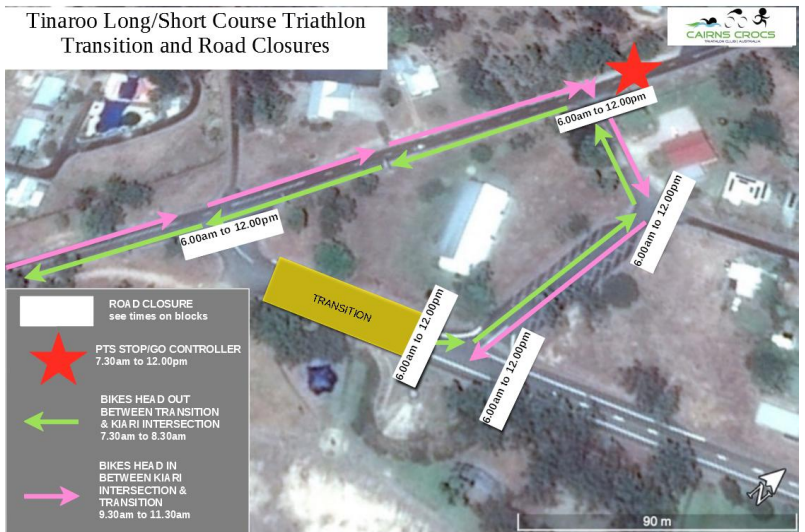 Tinaroo Long/Short Course Triathlon
Transition and Road Closures
CAIRNS CROCS
TRIATHLON CLUB | AUSTRALIA
6.00am to 12.00pm
6.00am to 12.00pm
6.00am to 12.00pm
TRANSITION
6.00am to 12.00pm
6.00am to 12.00pm
ROAD CLOSURE
see times on blocks
PTS STOP/GO CONTROLLER
7.30am to 12.00pm
BIKES HEAD OUT
BETWEEN TRANSITION
& KIARI INTERSECTION
7.30am to 8.30am
BIKES HEAD IN
BETWEEN KIARI
INTERSECTION &
TRANSITION
9.30am to 11.30am
N
90 m